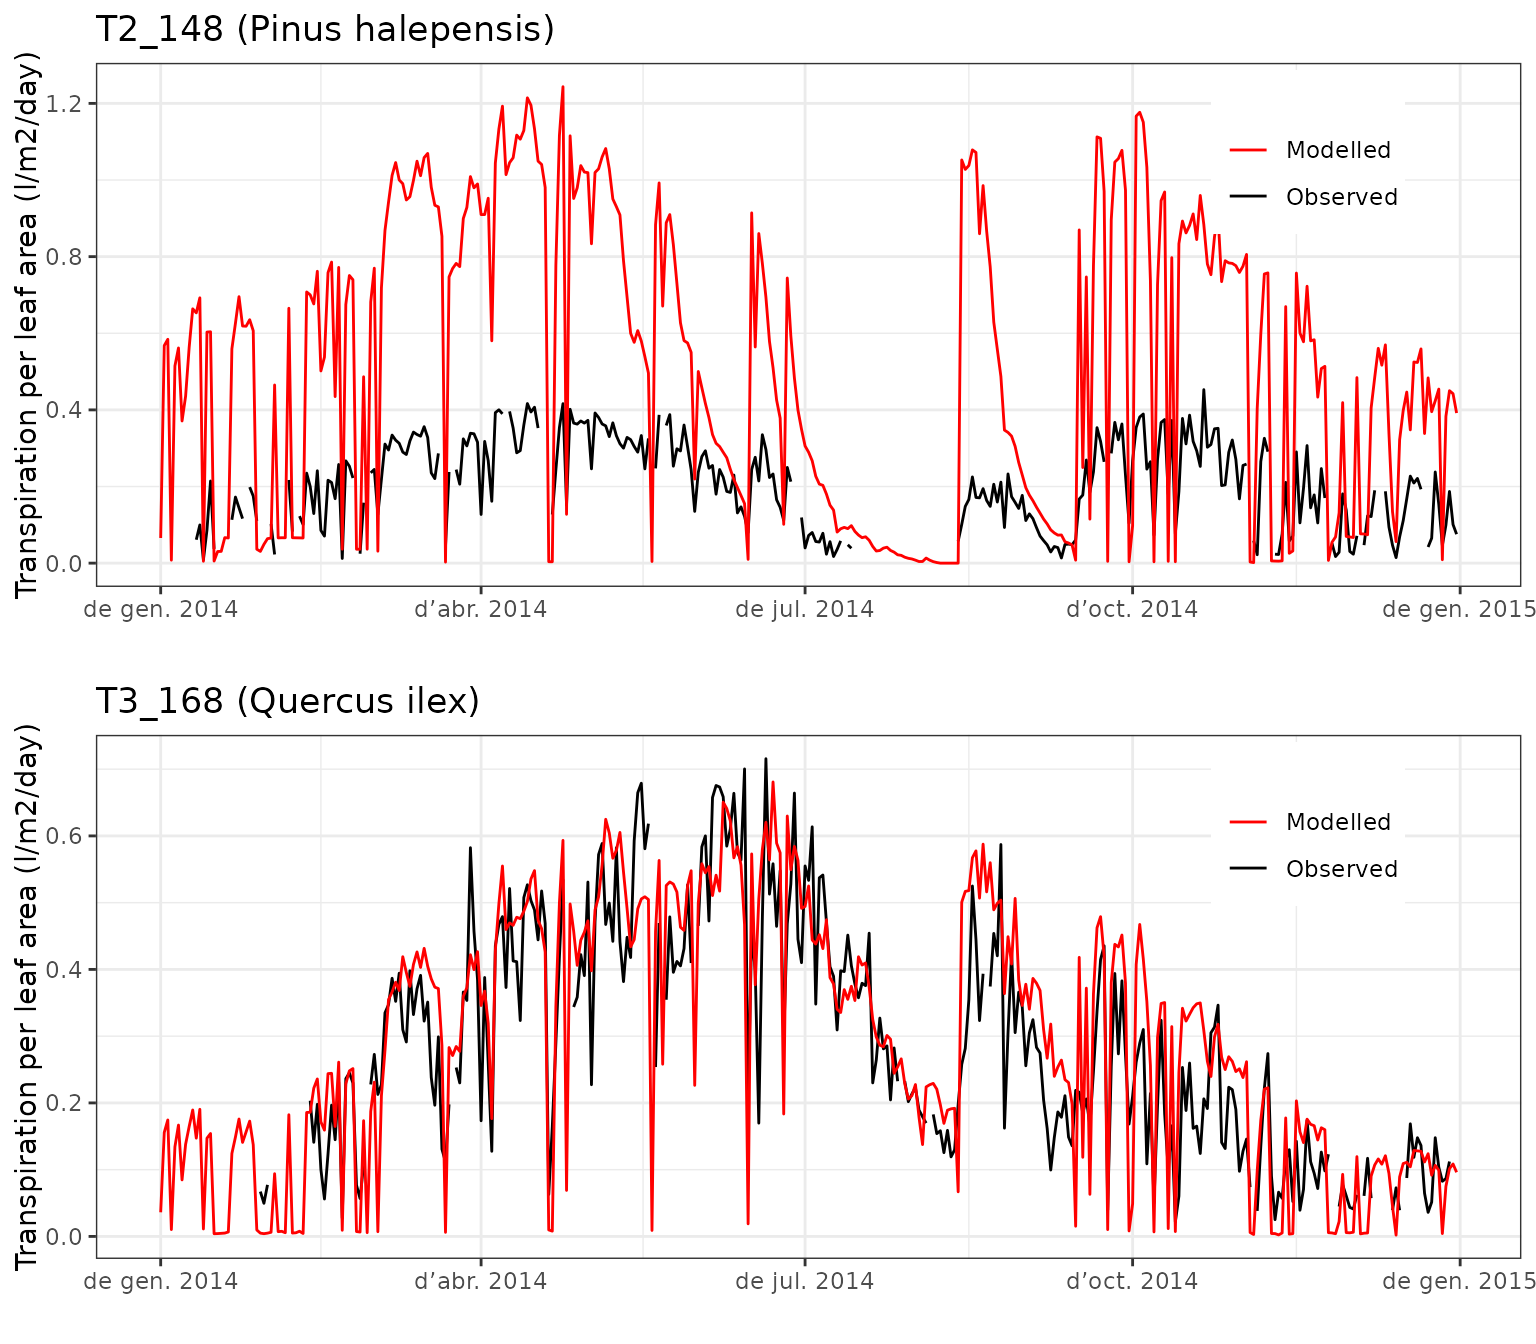 T2_148 (Pinus halepensis)
Transpiration per leaf area (l/m2/day)
1.2
0.8
0.4
0.0
Modelled
Observed
de gen. 2014
d’abr. 2014
de jul. 2014
d’oct. 2014
de gen. 2015
T3_168 (Quercus ilex)
Transpiration per leaf area (l/m2/day)
0.6
0.4
0.2
0.0
Modelled
Observed
de gen. 2014
d’abr. 2014
de jul. 2014
d’oct. 2014
de gen. 2015